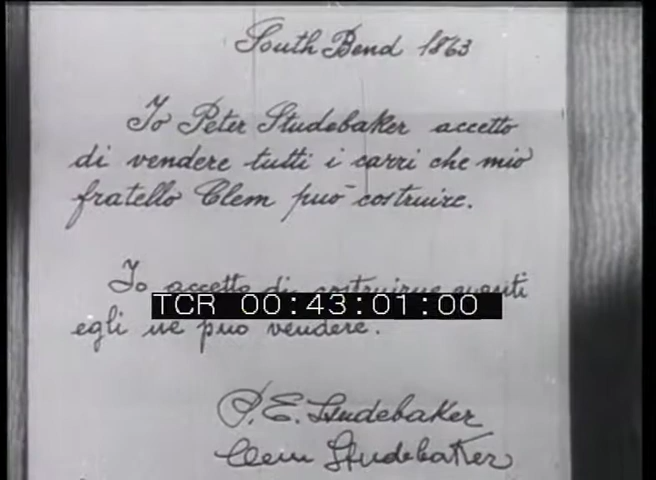 South Bend 1863
Io Peter Studebaker accetto
di vendere tutti i carri che mio
fratello Clem può costruire.
Io accetto di costruirne quanti
TCR 00:43:01:00
egli ne può vendere.
P. E. Studebaker
Clem Studebaker